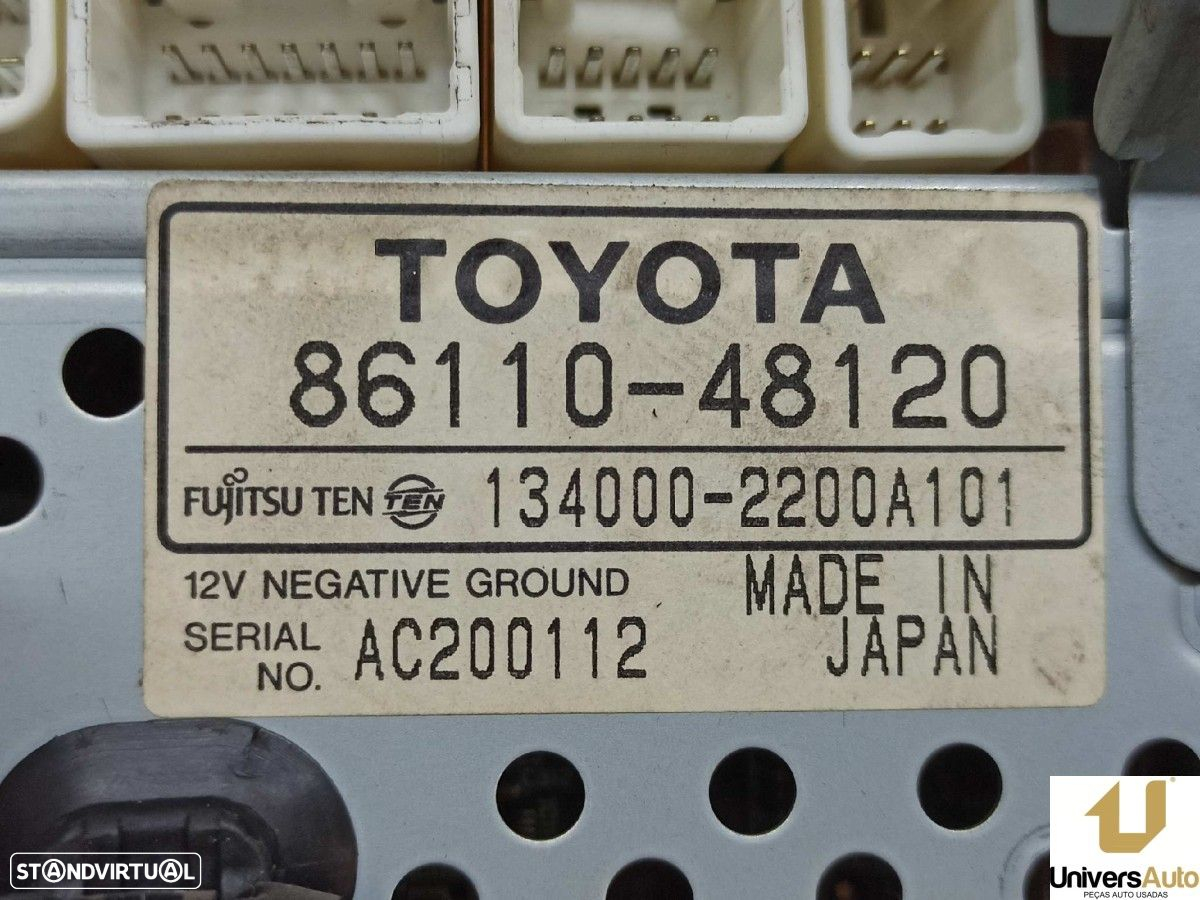 TOYOTA
86110-48120
FUJITSU TEN TEN 134000-2200A101
12V NEGATIVE GROUND
SERIAL NO. AC200112
MADE IN JAPAN
STANDVIRTUAL
UniversAuto
PEÇAS AUTO USADAS